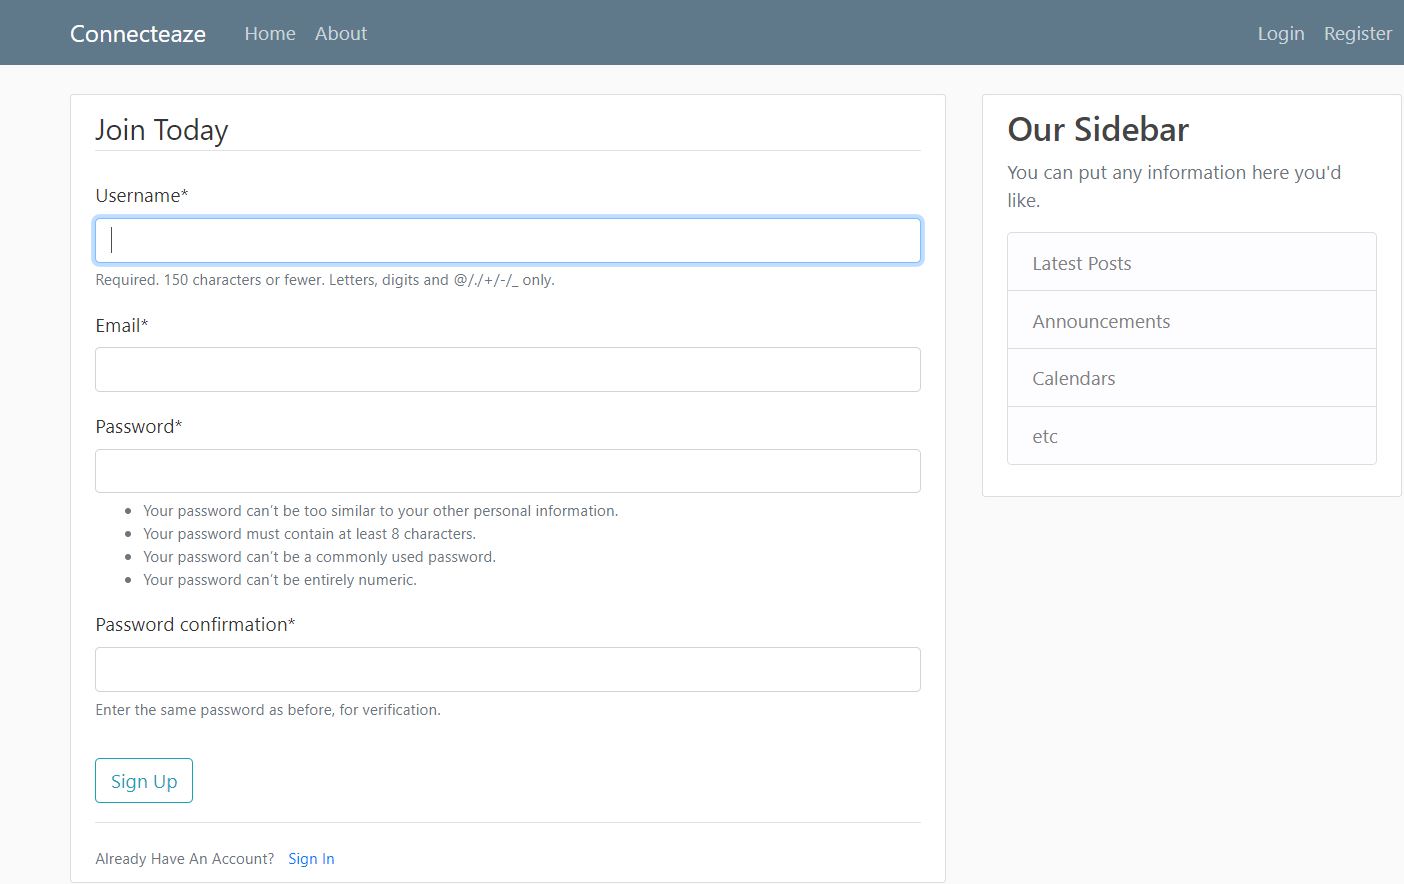 Connecteaze Home About Login Register
Join Today
Username*
Required. 150 characters or fewer. Letters, digits and @/./+/-/_ only.
Email*
Password*
Your password can’t be too similar to your other personal information.
Your password must contain at least 8 characters.
Your password can’t be a commonly used password.
Your password can’t be entirely numeric.
Password confirmation*
Enter the same password as before, for verification.
Sign Up
Already Have An Account? Sign In
Our Sidebar
You can put any information here you'd
like.
Latest Posts
Announcements
Calendars
etc